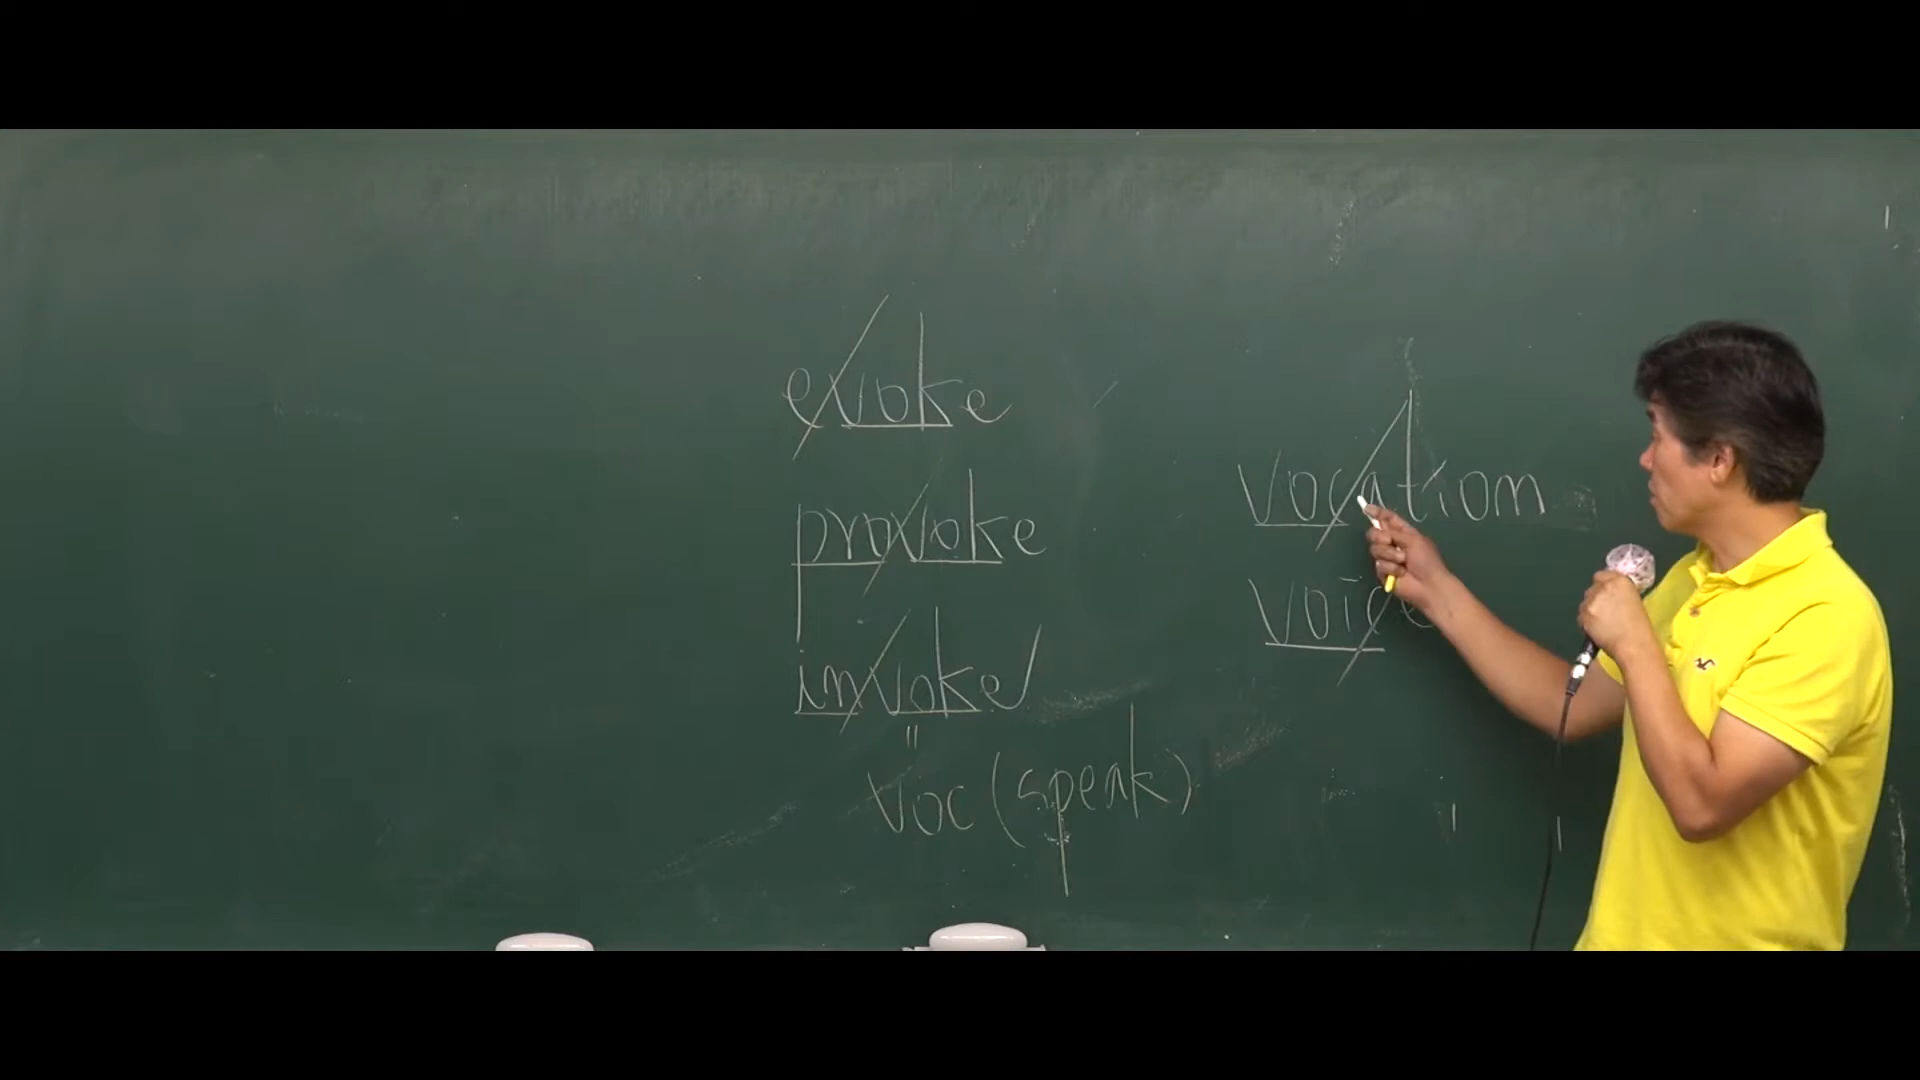 evoke
provoke
invoke
"
voc (speak)
vocation
voice